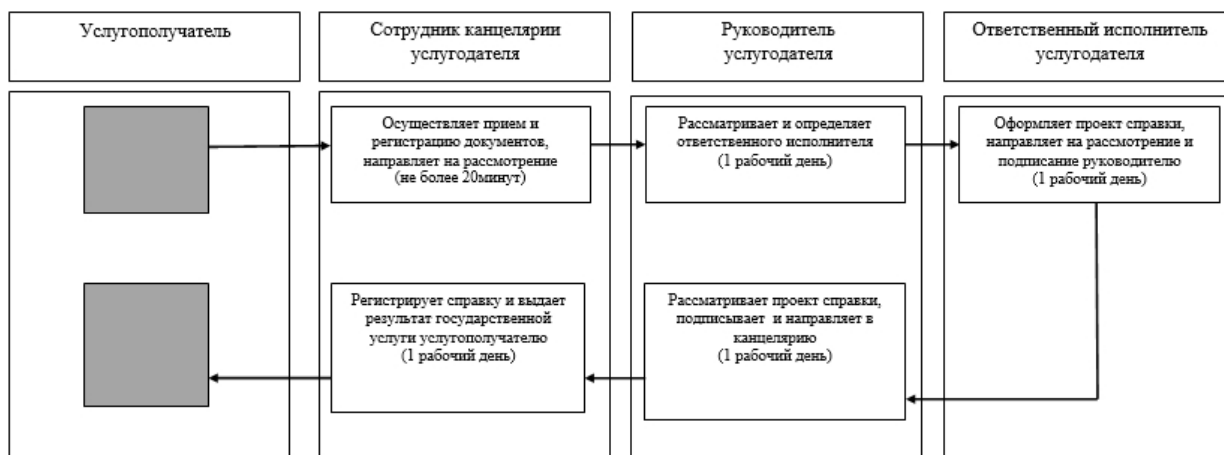 Услугополучатель
Сотрудник канцелярии
услугодателя
Руководитель
услугодателя
Ответственный исполнитель
услугодателя
Осуществляет прием и
регистрацию документов,
направляет на рассмотрение
(не более 20минут)
Рассматривает и определяет
ответственного исполнителя
(1 рабочий день)
Оформляет проект справки,
направляет на рассмотрение и
подписание руководителю
(1 рабочий день)
Регистрирует справку и выдает
результат государственной
услуги услугополучателю
(1 рабочий день)
Рассматривает проект справки,
подписывает и направляет в
канцелярию
(1 рабочий день)